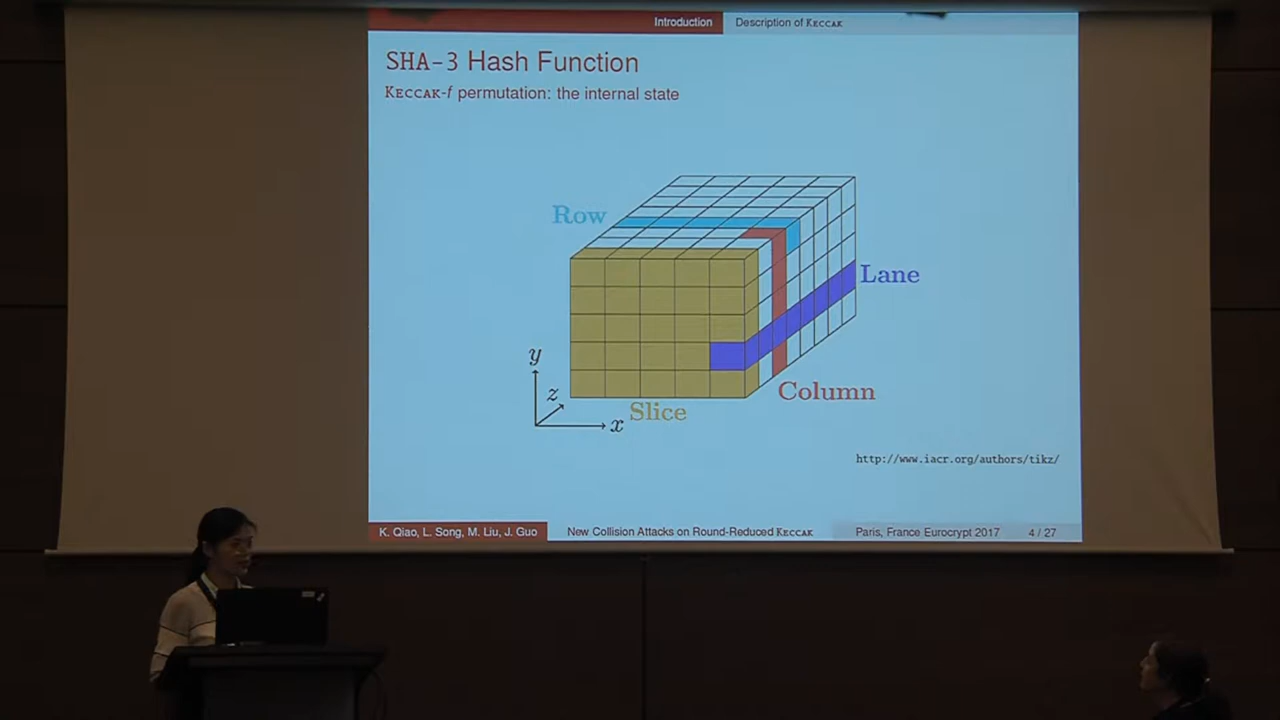 Introduction Description of KECCAK
SHA-3 Hash Function
KECCAK-f permutation: the internal state
Row
Lane
y
z
Column
Slice
x
http://www.iacr.org/authors/tikz/
K. Qiao, L. Song, M. Liu, J. Guo New Collision Attacks on Round-Reduced KECCAK Paris, France Eurocrypt 2017 4 / 27